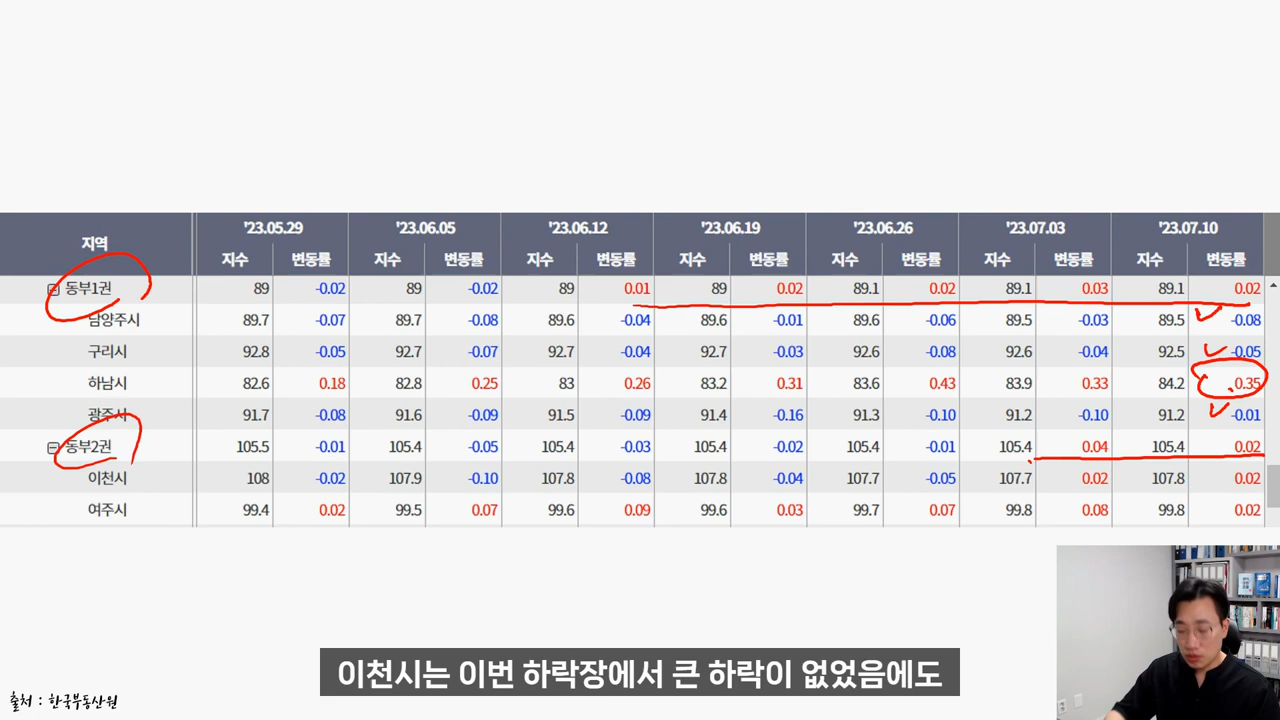 지역 '23.05.29 '23.06.05 '23.06.12 '23.06.19 '23.06.26 '23.07.03 '23.07.10
지수 변동률 지수 변동률 지수 변동률 지수 변동률 지수 변동률 지수 변동률 지수 변동률
동부1권 89 -0.02 89 -0.02 89 0.01 89 0.02 89.1 0.02 89.1 0.03 89.1 0.02
남양주시 89.7 -0.07 89.7 -0.08 89.6 -0.04 89.6 -0.01 89.6 -0.06 89.5 -0.03 89.5 -0.08
구리시 92.8 -0.05 92.7 -0.07 92.7 -0.04 92.7 -0.03 92.6 -0.08 92.6 -0.04 92.5 -0.05
하남시 82.6 0.18 82.8 0.25 83 0.26 83.2 0.31 83.6 0.43 83.9 0.33 84.2 0.35
광주시 91.7 -0.08 91.6 -0.09 91.5 -0.09 91.4 -0.16 91.3 -0.10 91.2 -0.10 91.2 -0.01
동부2권 105.5 -0.01 105.4 -0.05 105.4 -0.03 105.4 -0.02 105.4 -0.01 105.4 0.04 105.4 0.02
이천시 108 -0.02 107.9 -0.10 107.8 -0.08 107.8 -0.04 107.7 -0.05 107.7 0.02 107.8 0.02
여주시 99.4 0.02 99.5 0.07 99.6 0.09 99.6 0.03 99.7 0.07 99.8 0.08 99.8 0.02
이천시는 이번 하락장에서 큰 하락이 없었음에도
출처 : 한국부동산원